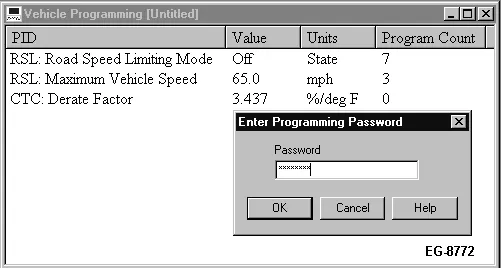 Vehicle Programming [Untitled]
PID Value Units Program Count
RSL: Road Speed Limiting Mode Off State 7
RSL: Maximum Vehicle Speed 65.0 mph 3
CTC: Derate Factor 3.437 %/deg F 0
Enter Programming Password
Password
xxxxxxxx
OK Cancel Help
EG-8772